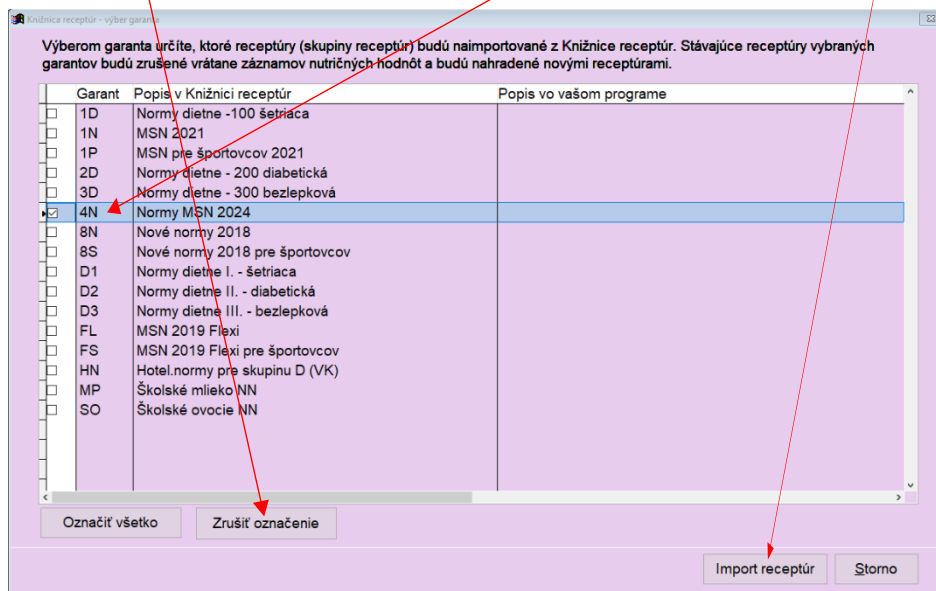 Knižnica receptúr - výber garanta
Výberom garanta určíte, ktoré receptúry (skupiny receptúr) budú naimportované z Knižnice receptúr. Stávajúce receptúry vybraných
garantov budú zrušené vrátane záznamov nutričných hodnôt a budú nahradené novými receptúrami.
Garant Popis v Knižnici receptúr Popis vo vašom programe
1D Normy dietne -100 šetriaca
1N MSN 2021
1P MSN pre športovcov 2021
2D Normy dietne - 200 diabetická
3D Normy dietne - 300 bezlepková
4N Normy MSN 2024
8N Nové normy 2018
8S Nové normy 2018 pre športovcov
D1 Normy dietne I. - šetriaca
D2 Normy dietne II. - diabetická
D3 Normy dietne III. - bezlepková
FL MSN 2019 Flexi
FS MSN 2019 Flexi pre športovcov
HN Hotel.normy pre skupinu D (VK)
MP Školské mlieko NN
SO Školské ovocie NN
Označiť všetko Zrušiť označenie
Import receptúr Storno